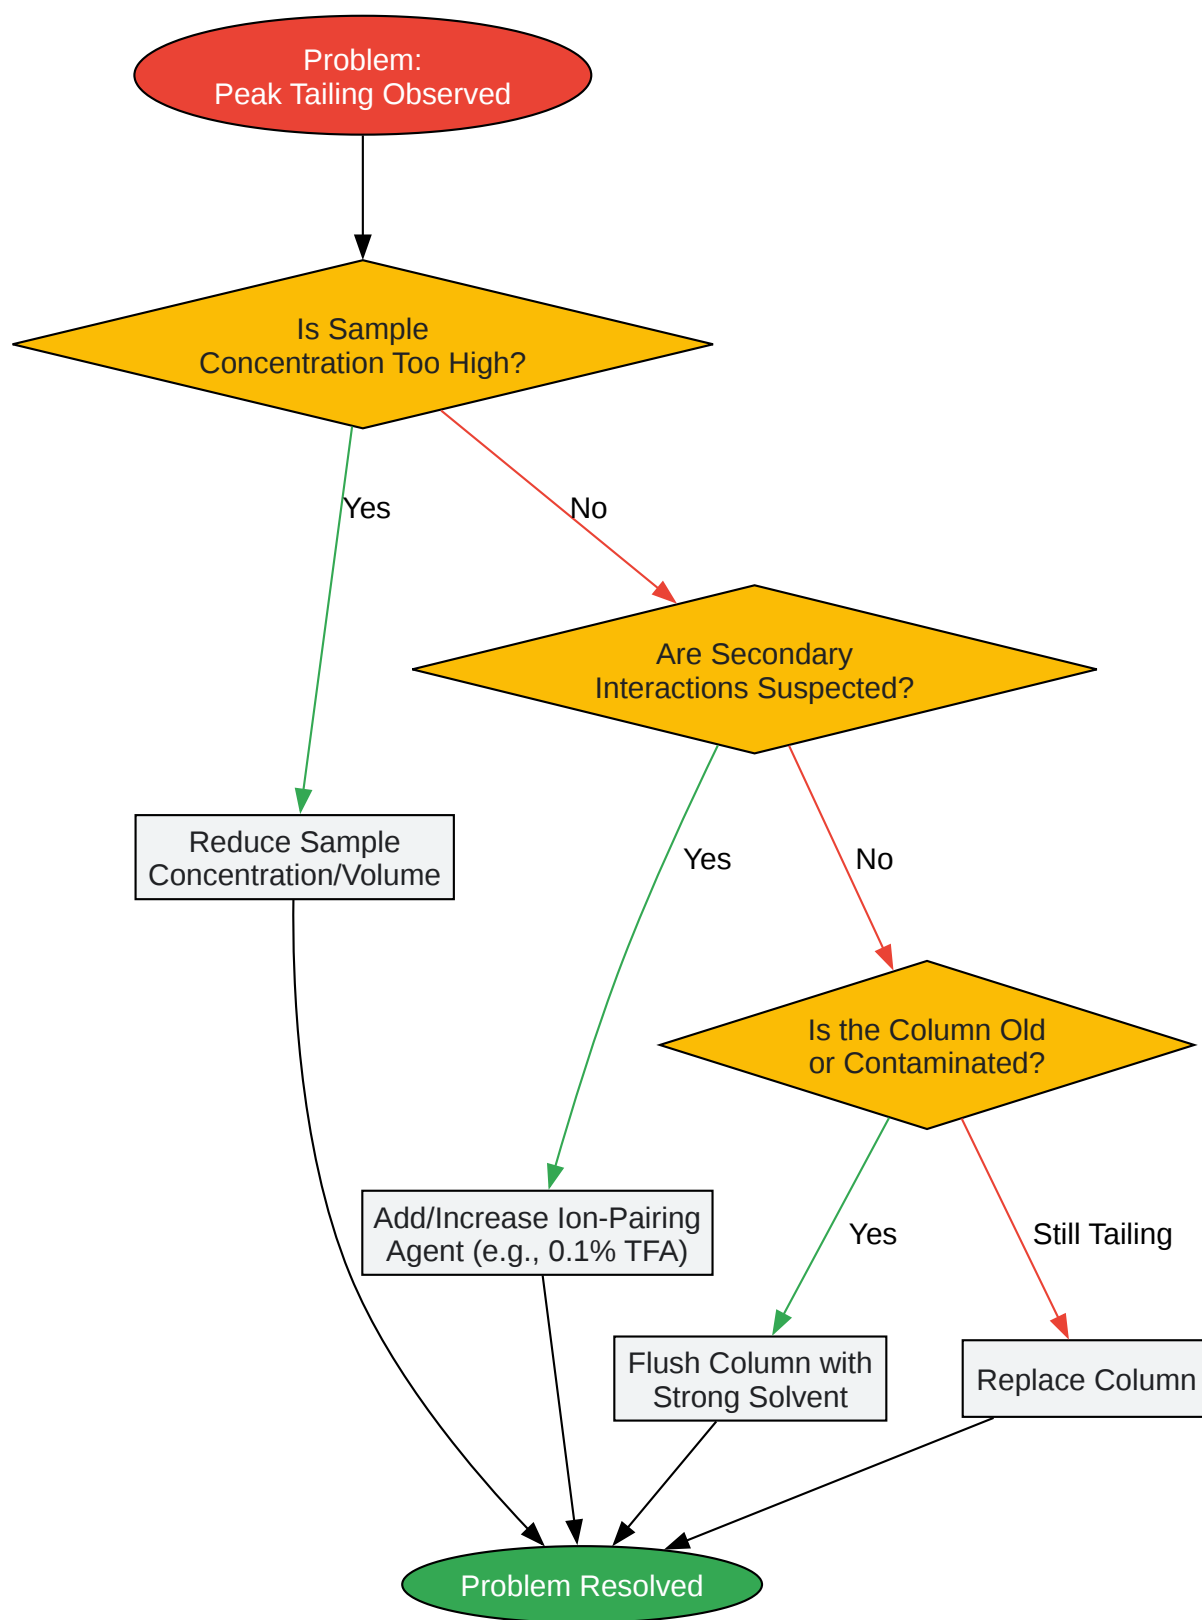 Problem:
Peak Tailing Observed
Is Sample
Concentration Too High?
Yes
No
Are Secondary
Interactions Suspected?
Reduce Sample
Concentration/Volume
Yes
No
Is the Column Old
or Contaminated?
Add/Increase Ion-Pairing
Agent (e.g., 0.1% TFA)
Yes
Still Tailing
Flush Column with
Strong Solvent
Replace Column
Problem Resolved